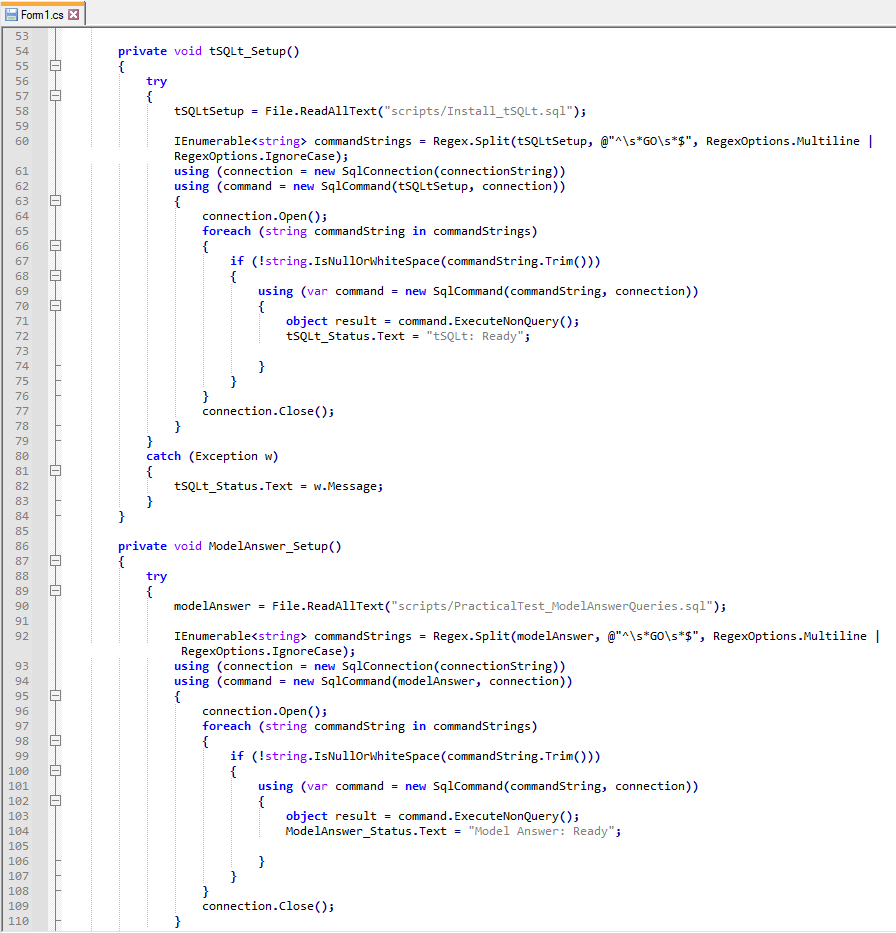 Form1.cs
53
54 private void tSQLt_Setup()
55 {
56 try
57 {
58 tSQLtSetup = File.ReadAllText("scripts/Install_tSQLt.sql");
59
60 IEnumerable<string> commandStrings = Regex.Split(tSQLtSetup, @"^\s*GO\s*$", RegexOptions.Multiline |
RegexOptions.IgnoreCase);
61 using (connection = new SqlConnection(connectionString))
62 using (command = new SqlCommand(tSQLtSetup, connection))
63 {
64 connection.Open();
65 foreach (string commandString in commandStrings)
66 {
67 if (!string.IsNullOrWhiteSpace(commandString.Trim()))
68 {
69 using (var command = new SqlCommand(commandString, connection))
70 {
71 object result = command.ExecuteNonQuery();
72 tSQLt_Status.Text = "tSQLt: Ready";
73
74 }
75 }
76 }
77 connection.Close();
78 }
79 }
80 catch (Exception w)
81 {
82 tSQLt_Status.Text = w.Message;
83 }
84 }
85
86 private void ModelAnswer_Setup()
87 {
88 try
89 {
90 modelAnswer = File.ReadAllText("scripts/PracticalTest_ModelAnswerQueries.sql");
91
92 IEnumerable<string> commandStrings = Regex.Split(modelAnswer, @"^\s*GO\s*$", RegexOptions.Multiline |
RegexOptions.IgnoreCase);
93 using (connection = new SqlConnection(connectionString))
94 using (command = new SqlCommand(modelAnswer, connection))
95 {
96 connection.Open();
97 foreach (string commandString in commandStrings)
98 {
99 if (!string.IsNullOrWhiteSpace(commandString.Trim()))
100 {
101 using (var command = new SqlCommand(commandString, connection))
102 {
103 object result = command.ExecuteNonQuery();
104 ModelAnswer_Status.Text = "Model Answer: Ready";
105
106 }
107 }
108 }
109 connection.Close();
110 }